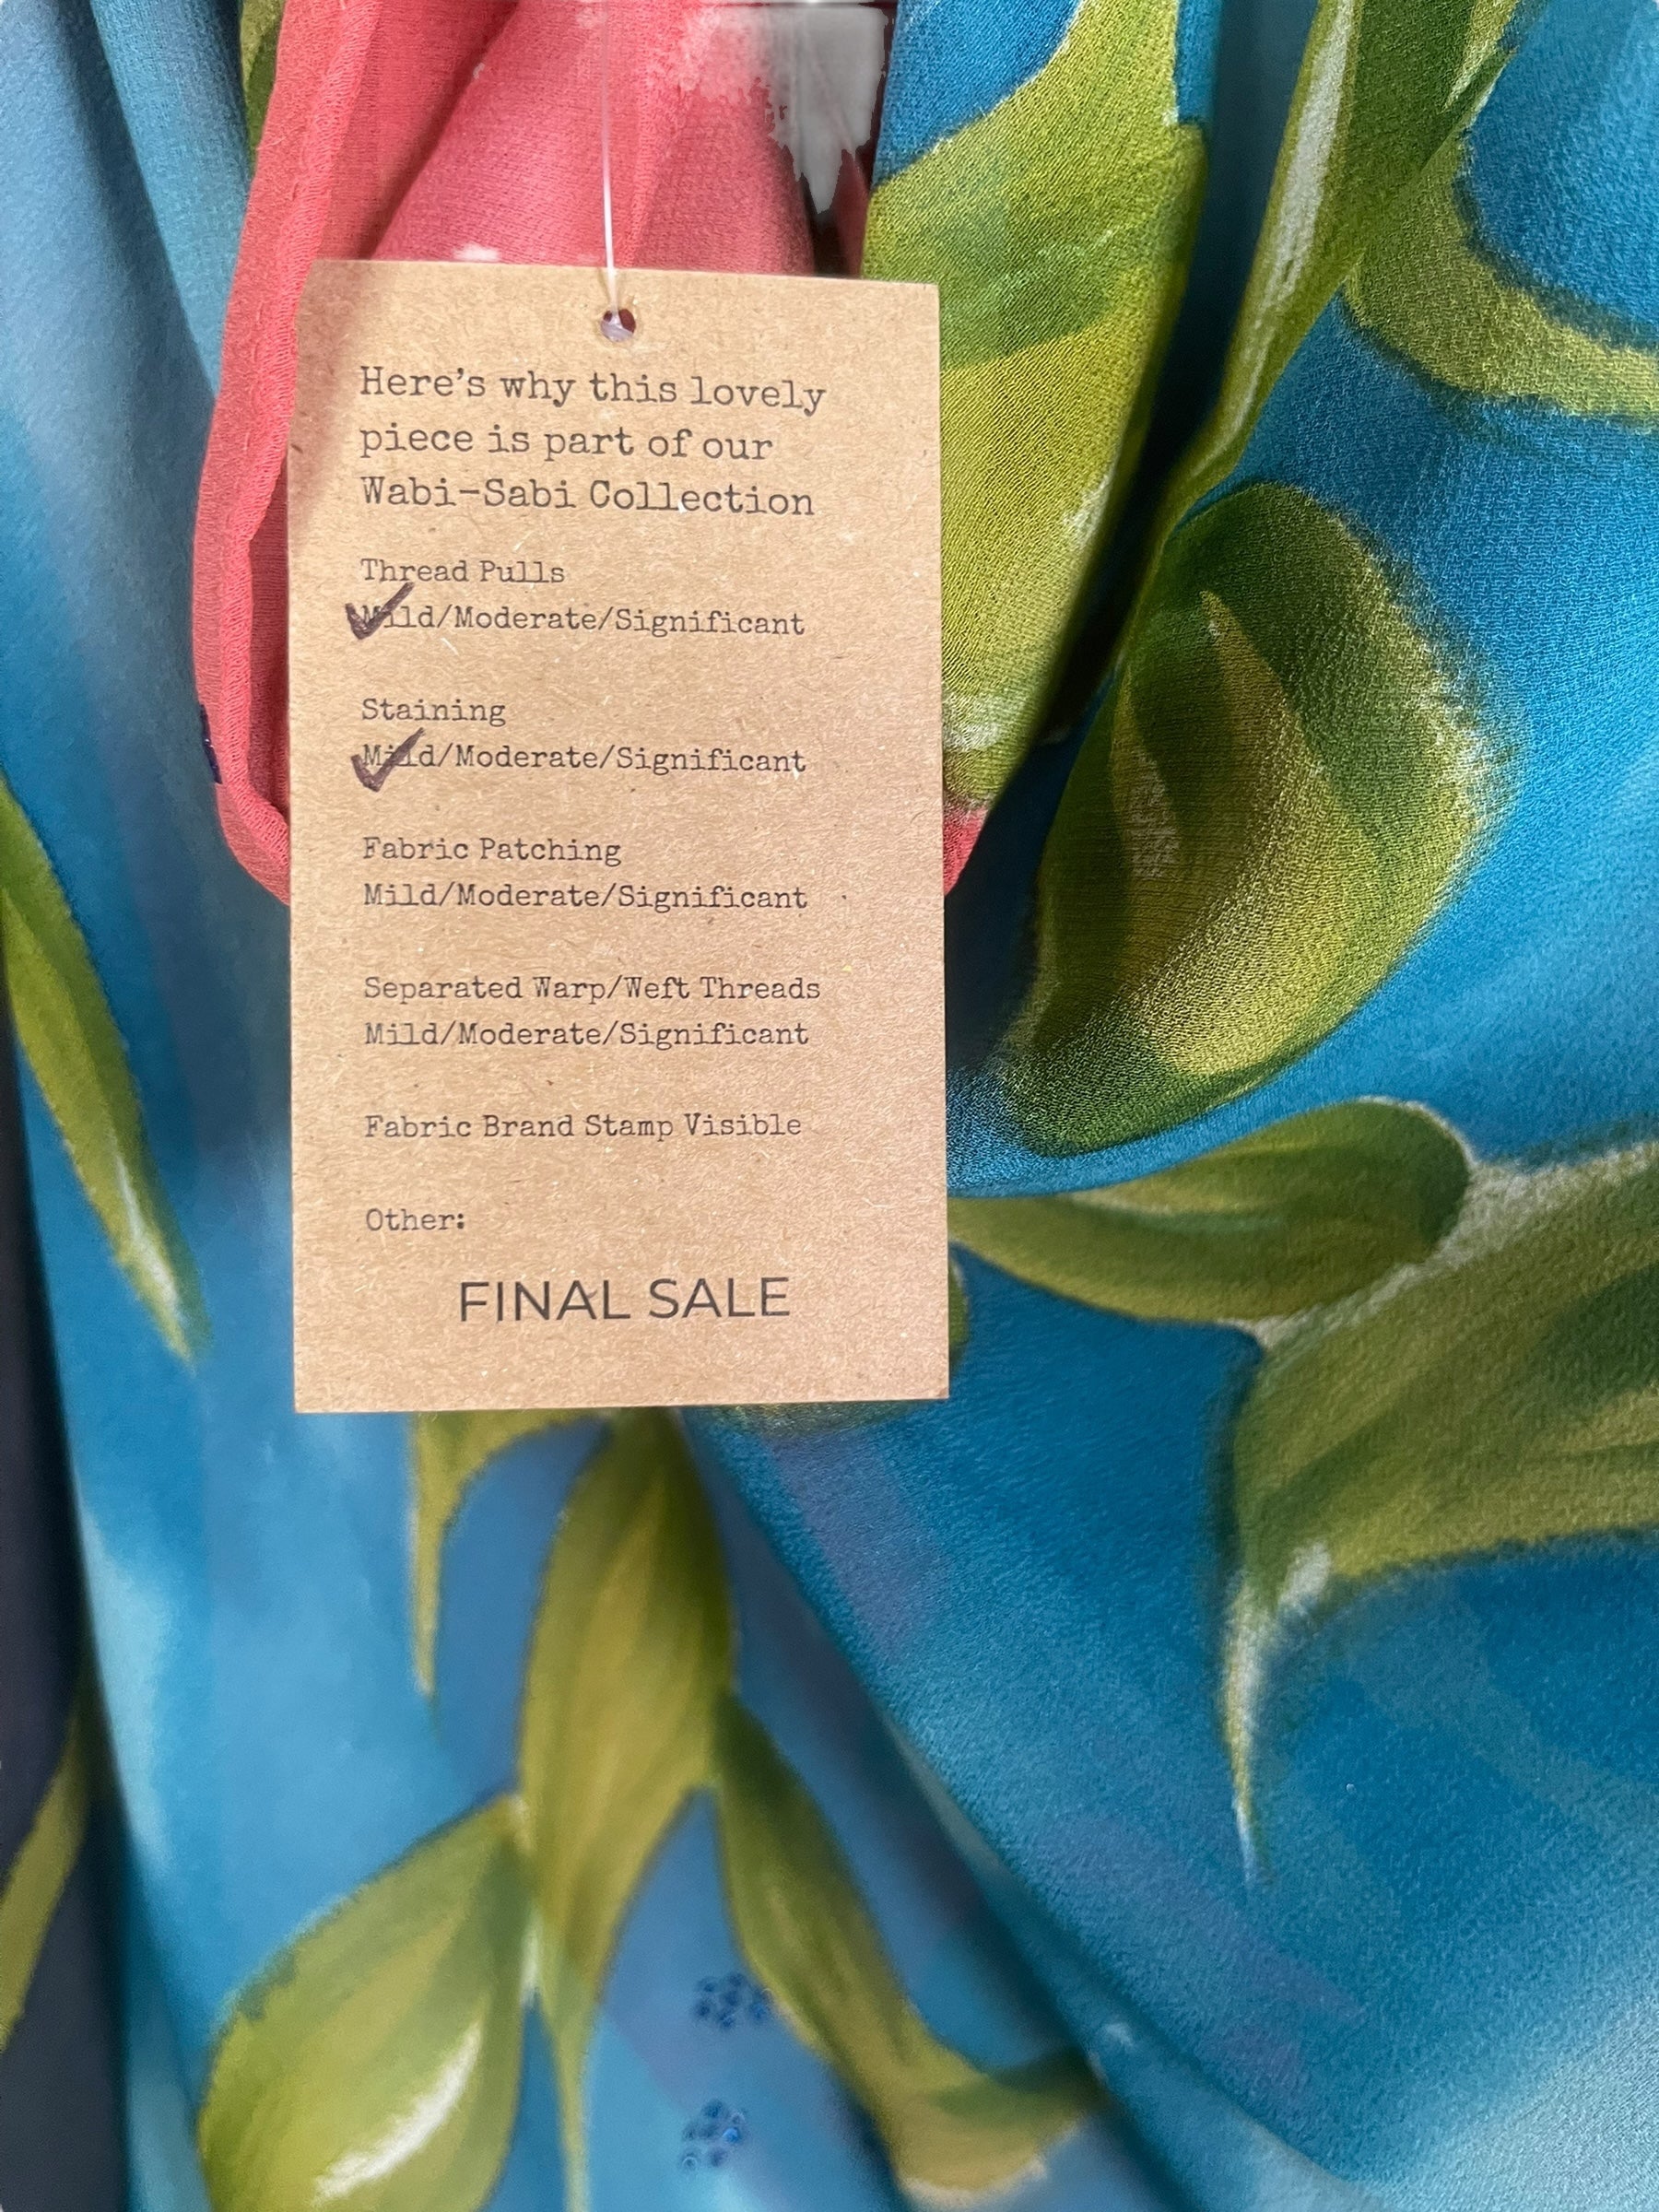 Here's why this lovely
piece is part of our
Wabi-Sabi Collection
Thread Pulls
Mild/Moderate/Significant
Staining
Mild/Moderate/Significant
Fabric Patching
Mild/Moderate/Significant
Separated Warp/Weft Threads
Mild/Moderate/Significant
Fabric Brand Stamp Visible
Other:
FINAL SALE